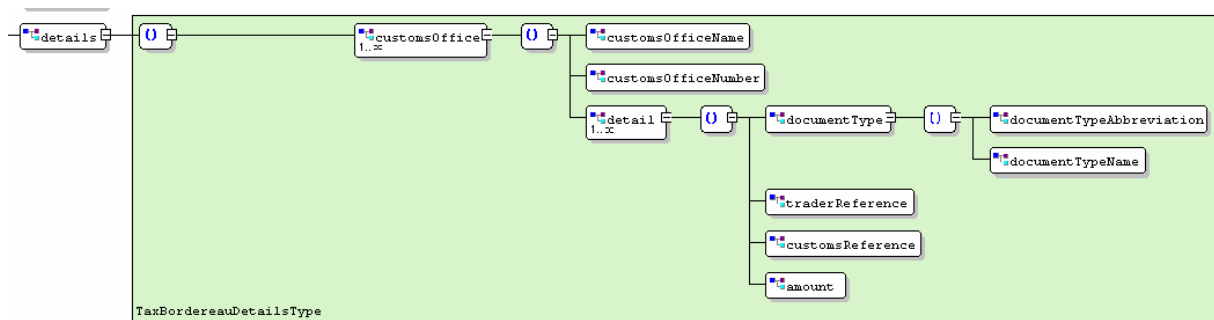 details
()
customsOffice
1..∞
()
customsOfficeName
customsOfficeNumber
detail
1..∞
()
documentType
()
documentTypeAbbreviation
documentTypeName
traderReference
customsReference
amount
TaxBordereauDetailsType